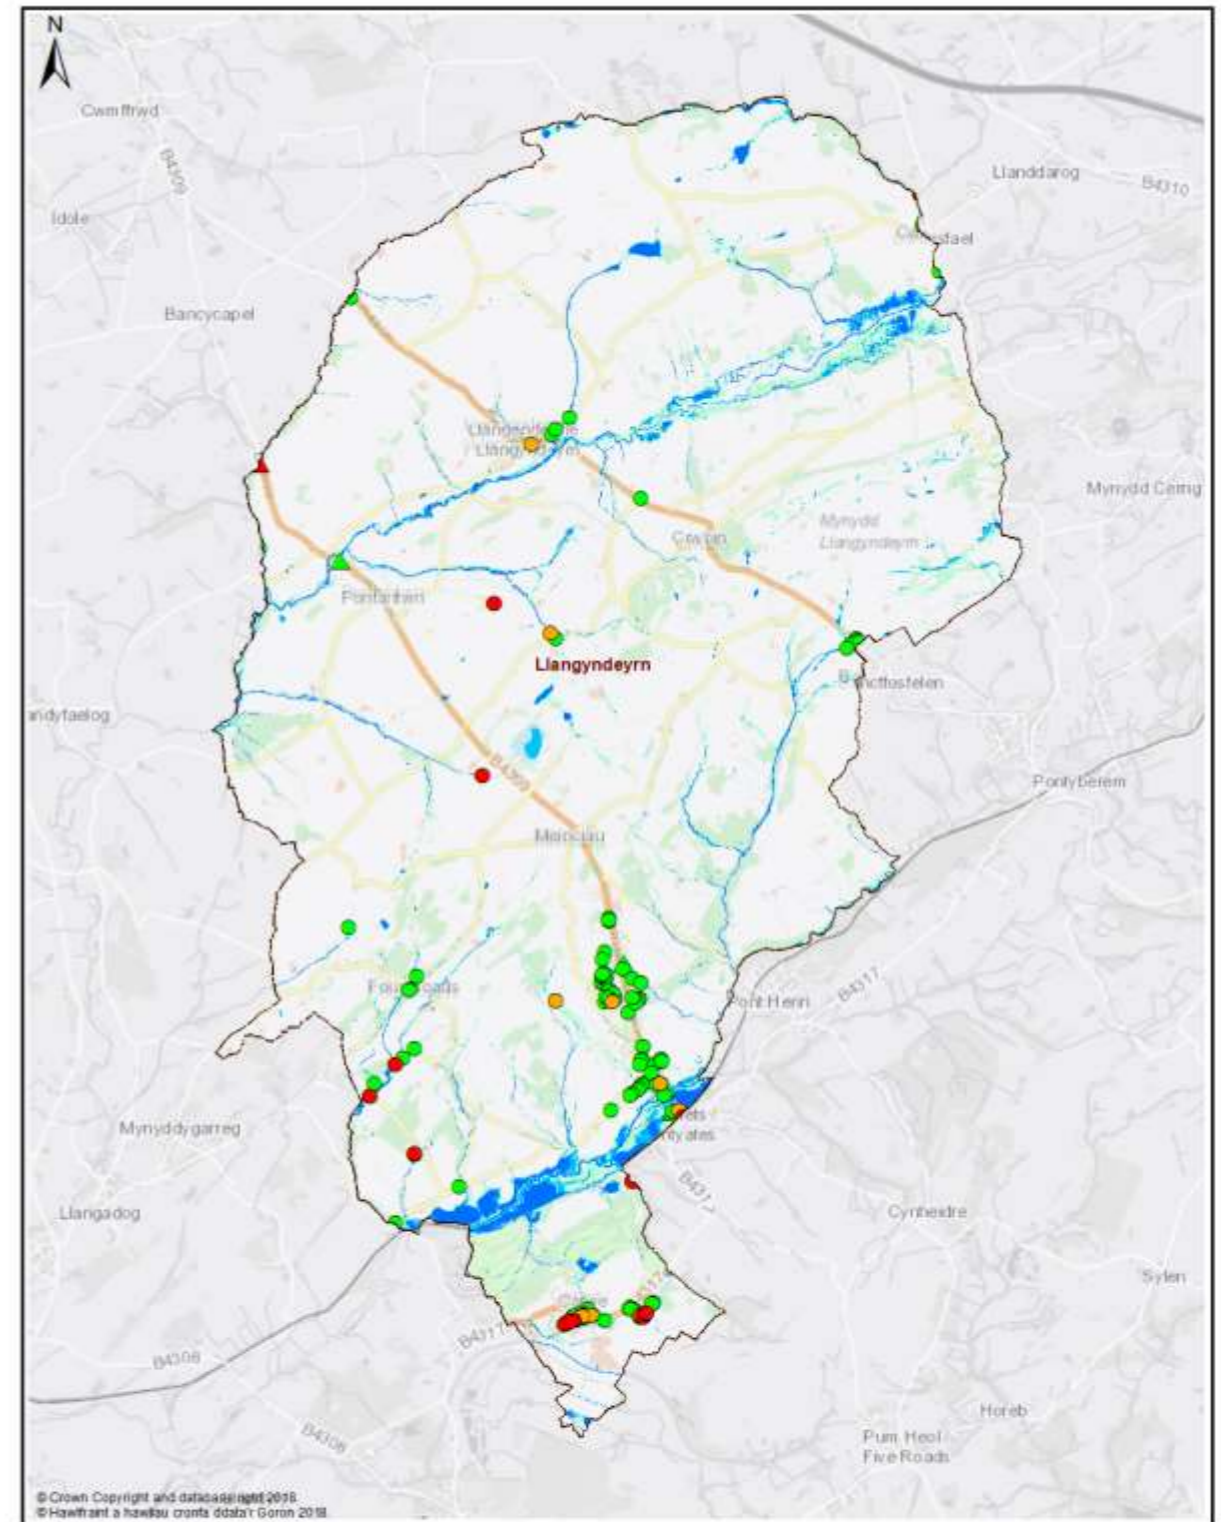 N
Cwmffrwd
B4309
Llanddarog
B4310
Idole
Bancycapel
Mynydd Cerrig
Mynydd
Llangyndeyrn
Crwbin
Pontantwn
Llangyndeyrn
Pontyberem
B4309
Meinciau
Four Roads
Pont Henri
B4317
Mynyddygarreg
B4317
Llangadog
Cynheidre
Sylen
B4317
B4308
Horeb
B4308
Pum Heol
Five Roads
© Crown Copyright and database right 2018.
© Hawlfraint a hawliau cronfa ddata'r Goron 2018.